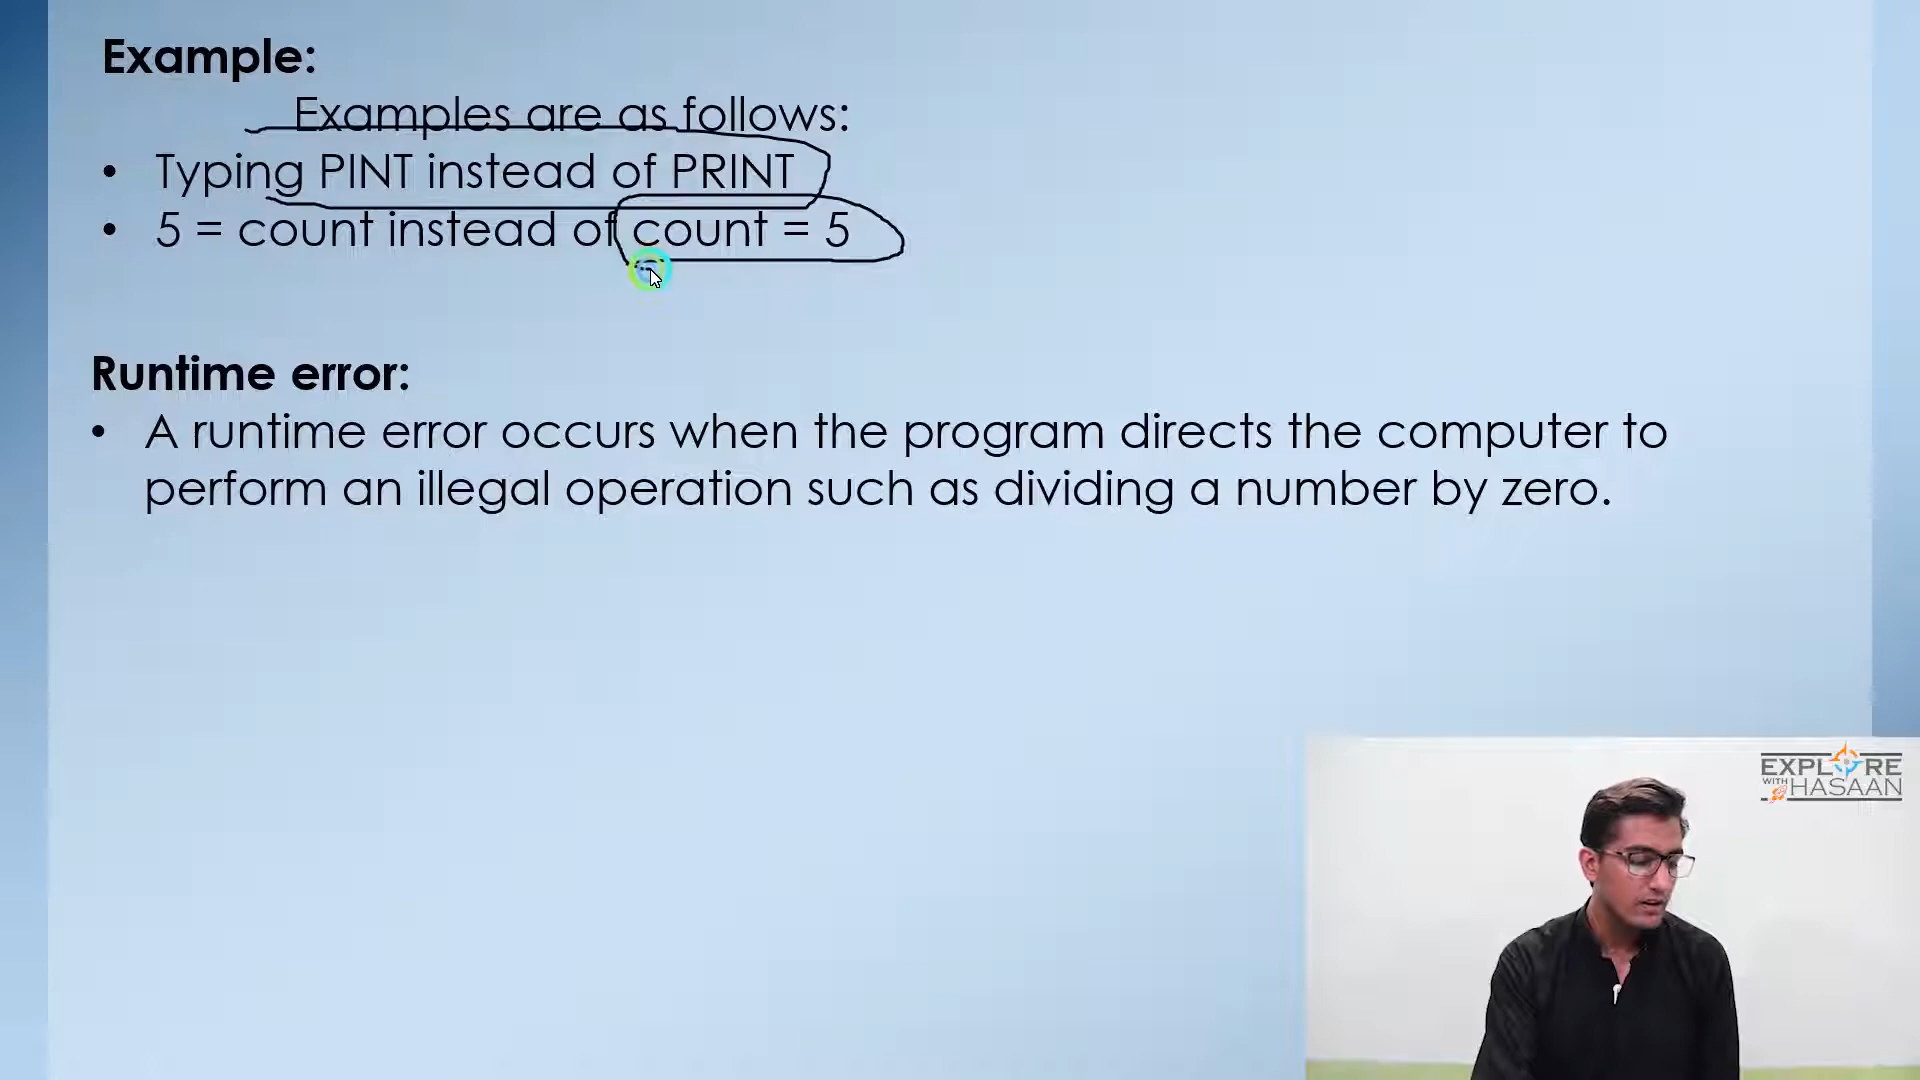 Example:
Examples are as follows:
• Typing PINT instead of PRINT
• 5 = count instead of count = 5
Runtime error:
• A runtime error occurs when the program directs the computer to
perform an illegal operation such as dividing a number by zero.
EXPLORE
WITH HASAAN